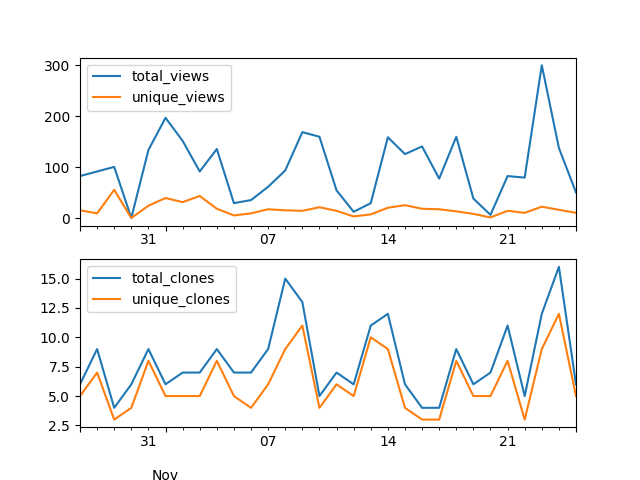 300
200
100
0
total_views
unique_views
31 07 14 21
15.0
12.5
10.0
7.5
5.0
2.5
total_clones
unique_clones
31 07 14 21
Nov